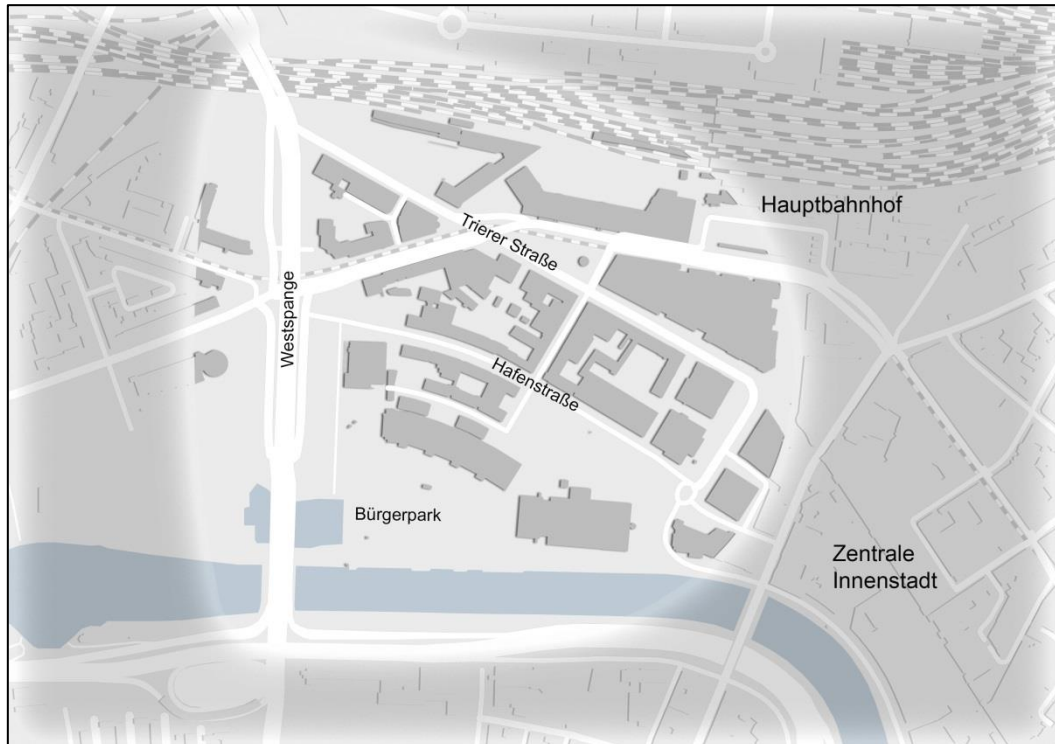 Hauptbahnhof
Trierer Straße
Westspange
Hafenstraße
Bürgerpark
Zentrale
Innenstadt